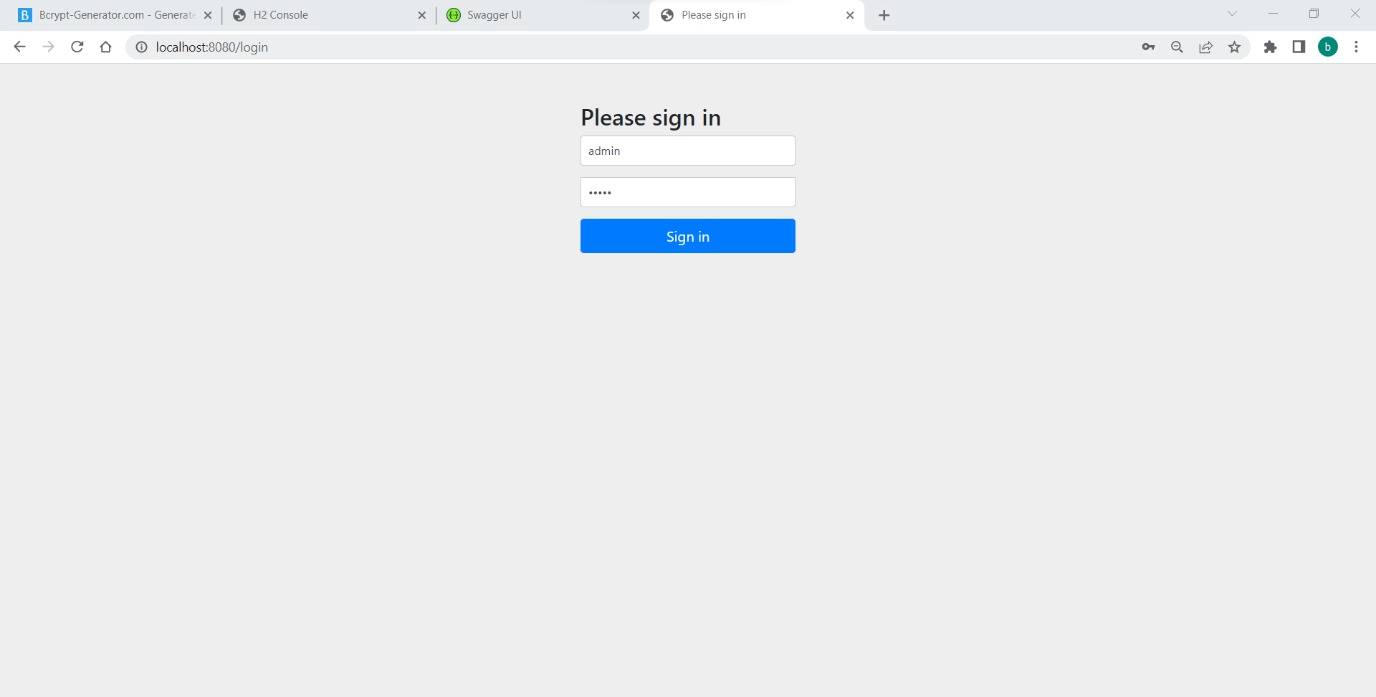 Bcrypt-Generator.com - Generate
H2 Console
Swagger UI
Please sign in
localhost:8080/login
b
Please sign in
admin
•••••
Sign in